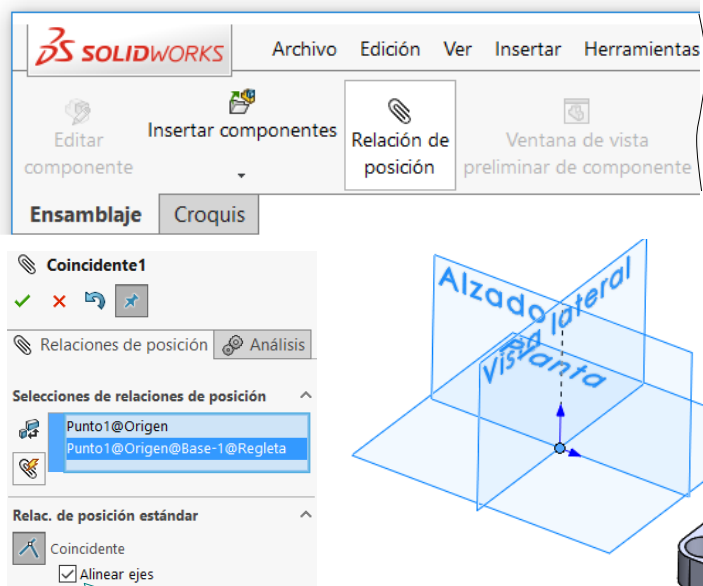 SOLIDWORKS Archivo Edición Ver Insertar Herramientas
Editar componente
Insertar componentes
Relación de posición
Ventana de vista preliminar de componente
Ensamblaje Croquis
Coincidente1
Relaciones de posición Análisis
Selecciones de relaciones de posición
Punto1@Origen
Punto1@Origen@Base-1@Regleta
Relac. de posición estándar
Coincidente
Alinear ejes
Alzado
lateral
Vis
Planta